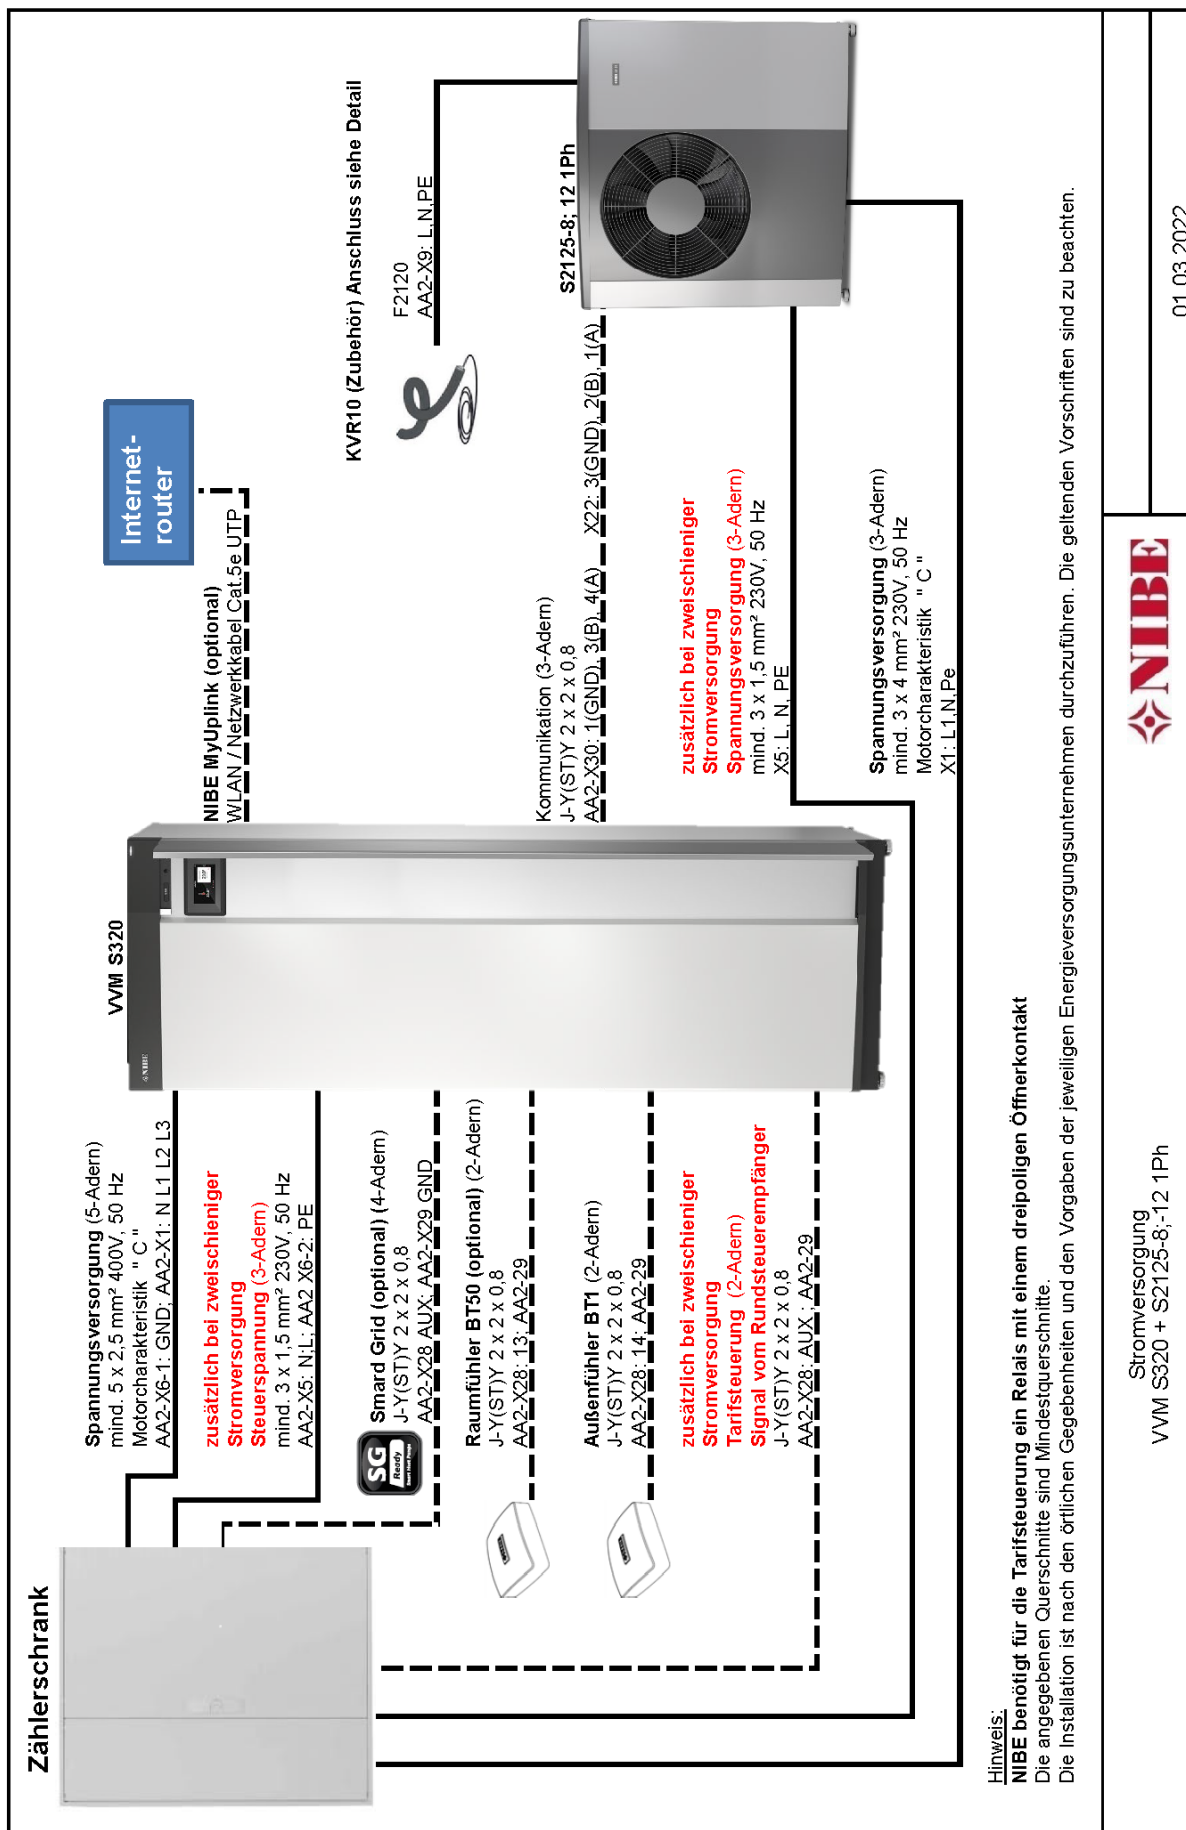 Zählerschrank
Spannungsversorgung (5-Adern)
mind. 5 x 2,5 mm² 400V, 50 Hz
Motorcharakteristik " C "
AA2-X6-1: GND; AA2-X1: N L1 L2 L3
zusätzlich bei zweischieniger
Stromversorgung
Steuerspannung (3-Adern)
mind. 3 x 1,5 mm² 230V, 50 Hz
AA2-X5: N;L; AA2 X6-2: PE
SG
Ready
Smard Grid (optional) (4-Adern)
J-Y(ST)Y 2 x 2 x 0,8
AA2-X28 AUX; AA2-X29 GND
Raumfühler BT50 (optional) (2-Adern)
J-Y(ST)Y 2 x 2 x 0,8
AA2-X28: 13; AA2-29
Außenfühler BT1 (2-Adern)
J-Y(ST)Y 2 x 2 x 0,8
AA2-X28: 14; AA2-29
zusätzlich bei zweischieniger
Stromversorgung
Tarifsteuerung (2-Adern)
Signal vom Rundsteuerempfänger
J-Y(ST)Y 2 x 2 x 0,8
AA2-X28: AUX ; AA2-29
VVM S320
NIBE
NIBE MyUplink (optional)
WLAN / Netzwerkkabel Cat.5e UTP
Internet-
router
KVR10 (Zubehör) Anschluss siehe Detail
F2120
AA2-X9: L,N,PE
S2125-8; 12 1Ph
Kommunikation (3-Adern)
J-Y(ST)Y 2 x 2 x 0,8
AA2-X30: 1(GND), 3(B), 4(A) X22: 3(GND), 2(B), 1(A)
zusätzlich bei zweischieniger
Stromversorgung
Spannungsversorgung (3-Adern)
mind. 3 x 1,5 mm² 230V, 50 Hz
X5: L, N, PE
Spannungsversorgung (3-Adern)
mind. 3 x 4 mm² 230V, 50 Hz
Motorcharakteristik " C "
X1: L1,N,Pe
Hinweis:
NIBE benötigt für die Tarifsteuerung ein Relais mit einem dreipoligen Öffnerkontakt
Die angegebenen Querschnitte sind Mindestquerschnitte.
Die Installation ist nach den örtlichen Gegebenheiten und den Vorgaben der jeweiligen Energieversorgungsunternehmen durchzuführen. Die geltenden Vorschriften sind zu beachten.
Stromversorgung
VVM S320 + S2125-8;-12 1Ph
NIBE
01.03.2022